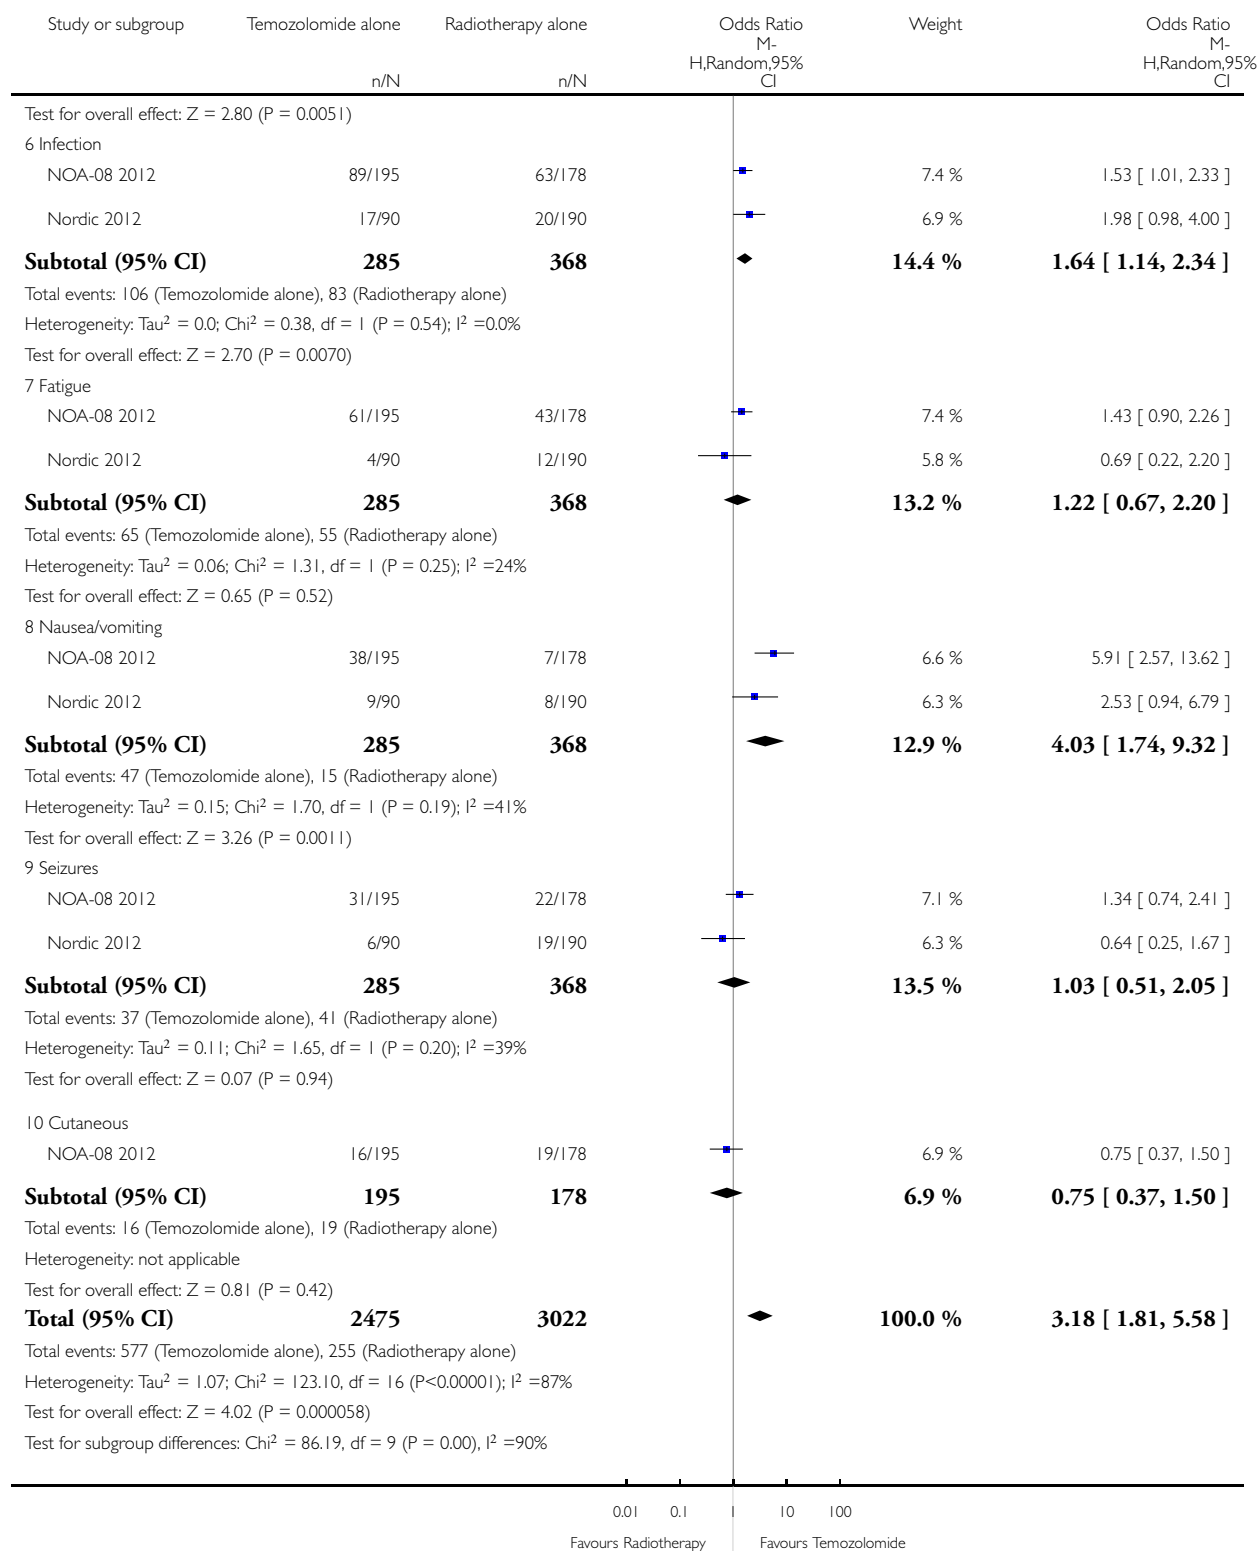 Study or subgroup Temozolomide alone Radiotherapy alone Odds Ratio Weight Odds Ratio
M- M-
H,Random,95% H,Random,95%
n/N n/N CI CI
Test for overall effect: Z = 2.80 (P = 0.0051)
6 Infection
NOA-08 2012 89/195 63/178 7.4 % 1.53 [ 1.01, 2.33 ]
Nordic 2012 17/90 20/190 6.9 % 1.98 [ 0.98, 4.00 ]
Subtotal (95% CI) 285 368 14.4 % 1.64 [ 1.14, 2.34 ]
Total events: 106 (Temozolomide alone), 83 (Radiotherapy alone)
Heterogeneity: Tau² = 0.0; Chi² = 0.38, df = 1 (P = 0.54); I² =0.0%
Test for overall effect: Z = 2.70 (P = 0.0070)
7 Fatigue
NOA-08 2012 61/195 43/178 7.4 % 1.43 [ 0.90, 2.26 ]
Nordic 2012 4/90 12/190 5.8 % 0.69 [ 0.22, 2.20 ]
Subtotal (95% CI) 285 368 13.2 % 1.22 [ 0.67, 2.20 ]
Total events: 65 (Temozolomide alone), 55 (Radiotherapy alone)
Heterogeneity: Tau² = 0.06; Chi² = 1.31, df = 1 (P = 0.25); I² =24%
Test for overall effect: Z = 0.65 (P = 0.52)
8 Nausea/vomiting
NOA-08 2012 38/195 7/178 6.6 % 5.91 [ 2.57, 13.62 ]
Nordic 2012 9/90 8/190 6.3 % 2.53 [ 0.94, 6.79 ]
Subtotal (95% CI) 285 368 12.9 % 4.03 [ 1.74, 9.32 ]
Total events: 47 (Temozolomide alone), 15 (Radiotherapy alone)
Heterogeneity: Tau² = 0.15; Chi² = 1.70, df = 1 (P = 0.19); I² =41%
Test for overall effect: Z = 3.26 (P = 0.0011)
9 Seizures
NOA-08 2012 31/195 22/178 7.1 % 1.34 [ 0.74, 2.41 ]
Nordic 2012 6/90 19/190 6.3 % 0.64 [ 0.25, 1.67 ]
Subtotal (95% CI) 285 368 13.5 % 1.03 [ 0.51, 2.05 ]
Total events: 37 (Temozolomide alone), 41 (Radiotherapy alone)
Heterogeneity: Tau² = 0.11; Chi² = 1.65, df = 1 (P = 0.20); I² =39%
Test for overall effect: Z = 0.07 (P = 0.94)
10 Cutaneous
NOA-08 2012 16/195 19/178 6.9 % 0.75 [ 0.37, 1.50 ]
Subtotal (95% CI) 195 178 6.9 % 0.75 [ 0.37, 1.50 ]
Total events: 16 (Temozolomide alone), 19 (Radiotherapy alone)
Heterogeneity: not applicable
Test for overall effect: Z = 0.81 (P = 0.42)
Total (95% CI) 2475 3022 100.0 % 3.18 [ 1.81, 5.58 ]
Total events: 577 (Temozolomide alone), 255 (Radiotherapy alone)
Heterogeneity: Tau² = 1.07; Chi² = 123.10, df = 16 (P<0.00001); I² =87%
Test for overall effect: Z = 4.02 (P = 0.000058)
Test for subgroup differences: Chi² = 86.19, df = 9 (P = 0.00), I² =90%
0.01 0.1 1 10 100
Favours Radiotherapy Favours Temozolomide